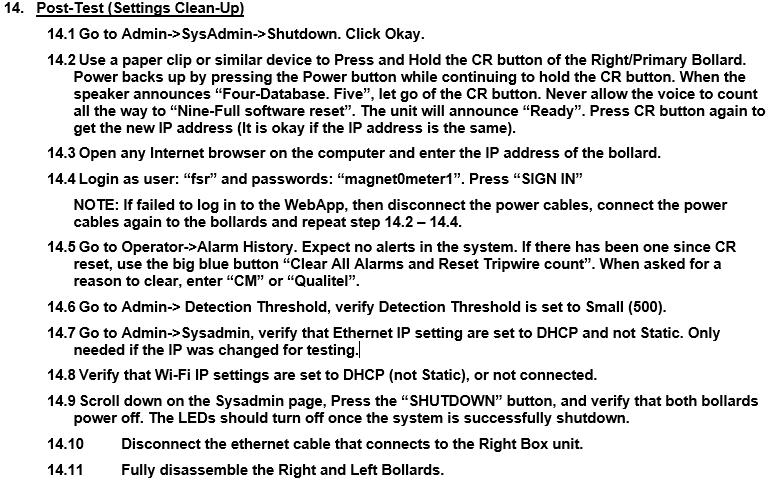 14. Post-Test (Settings Clean-Up)
14.1 Go to Admin->SysAdmin->Shutdown. Click Okay.
14.2 Use a paper clip or similar device to Press and Hold the CR button of the Right/Primary Bollard.
Power backs up by pressing the Power button while continuing to hold the CR button. When the
speaker announces “Four-Database. Five”, let go of the CR button. Never allow the voice to count
all the way to “Nine-Full software reset”. The unit will announce “Ready”. Press CR button again to
get the new IP address (It is okay if the IP address is the same).
14.3 Open any Internet browser on the computer and enter the IP address of the bollard.
14.4 Login as user: “fsr” and passwords: “magnet0meter1”. Press “SIGN IN”
NOTE: If failed to log in to the WebApp, then disconnect the power cables, connect the power
cables again to the bollards and repeat step 14.2 – 14.4.
14.5 Go to Operator->Alarm History. Expect no alerts in the system. If there has been one since CR
reset, use the big blue button “Clear All Alarms and Reset Tripwire count”. When asked for a
reason to clear, enter “CM” or “Qualitel”.
14.6 Go to Admin-> Detection Threshold, verify Detection Threshold is set to Small (500).
14.7 Go to Admin->Sysadmin, verify that Ethernet IP setting are set to DHCP and not Static. Only
needed if the IP was changed for testing.
14.8 Verify that Wi-Fi IP settings are set to DHCP (not Static), or not connected.
14.9 Scroll down on the Sysadmin page, Press the “SHUTDOWN” button, and verify that both bollards
power off. The LEDs should turn off once the system is successfully shutdown.
14.10 Disconnect the ethernet cable that connects to the Right Box unit.
14.11 Fully disassemble the Right and Left Bollards.